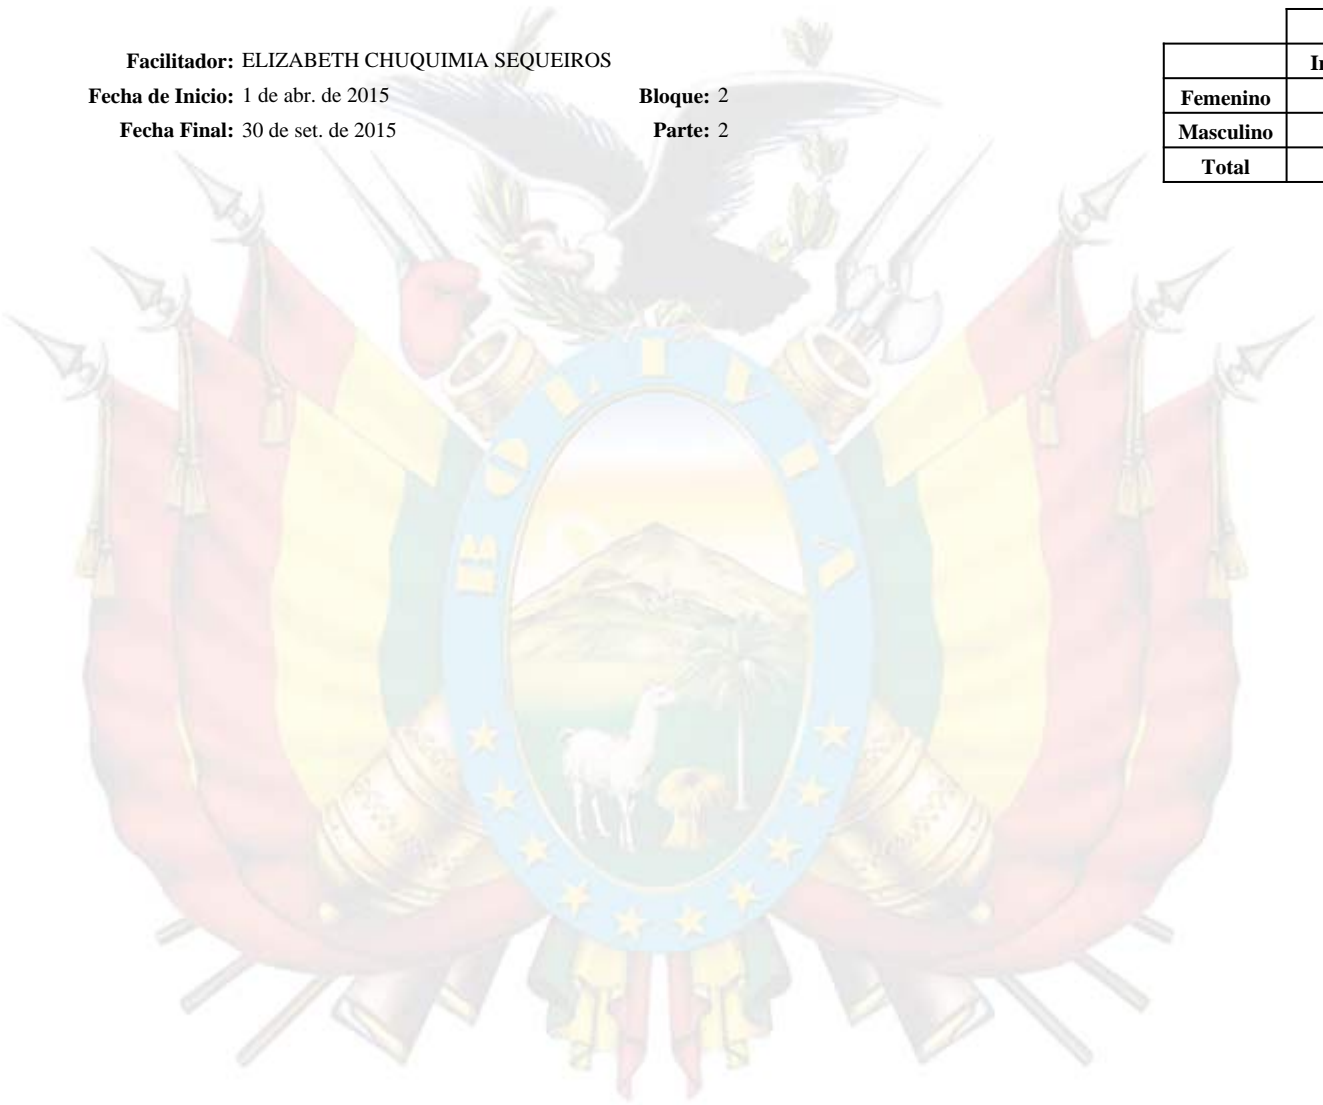 Facilitador: ELIZABETH CHUQUIMIA SEQUEIROS
Fecha de Inicio: 1 de abr. de 2015 Bloque: 2
Fecha Final: 30 de set. de 2015 Parte: 2
Femenino
Masculino
Total
BOLIVIA